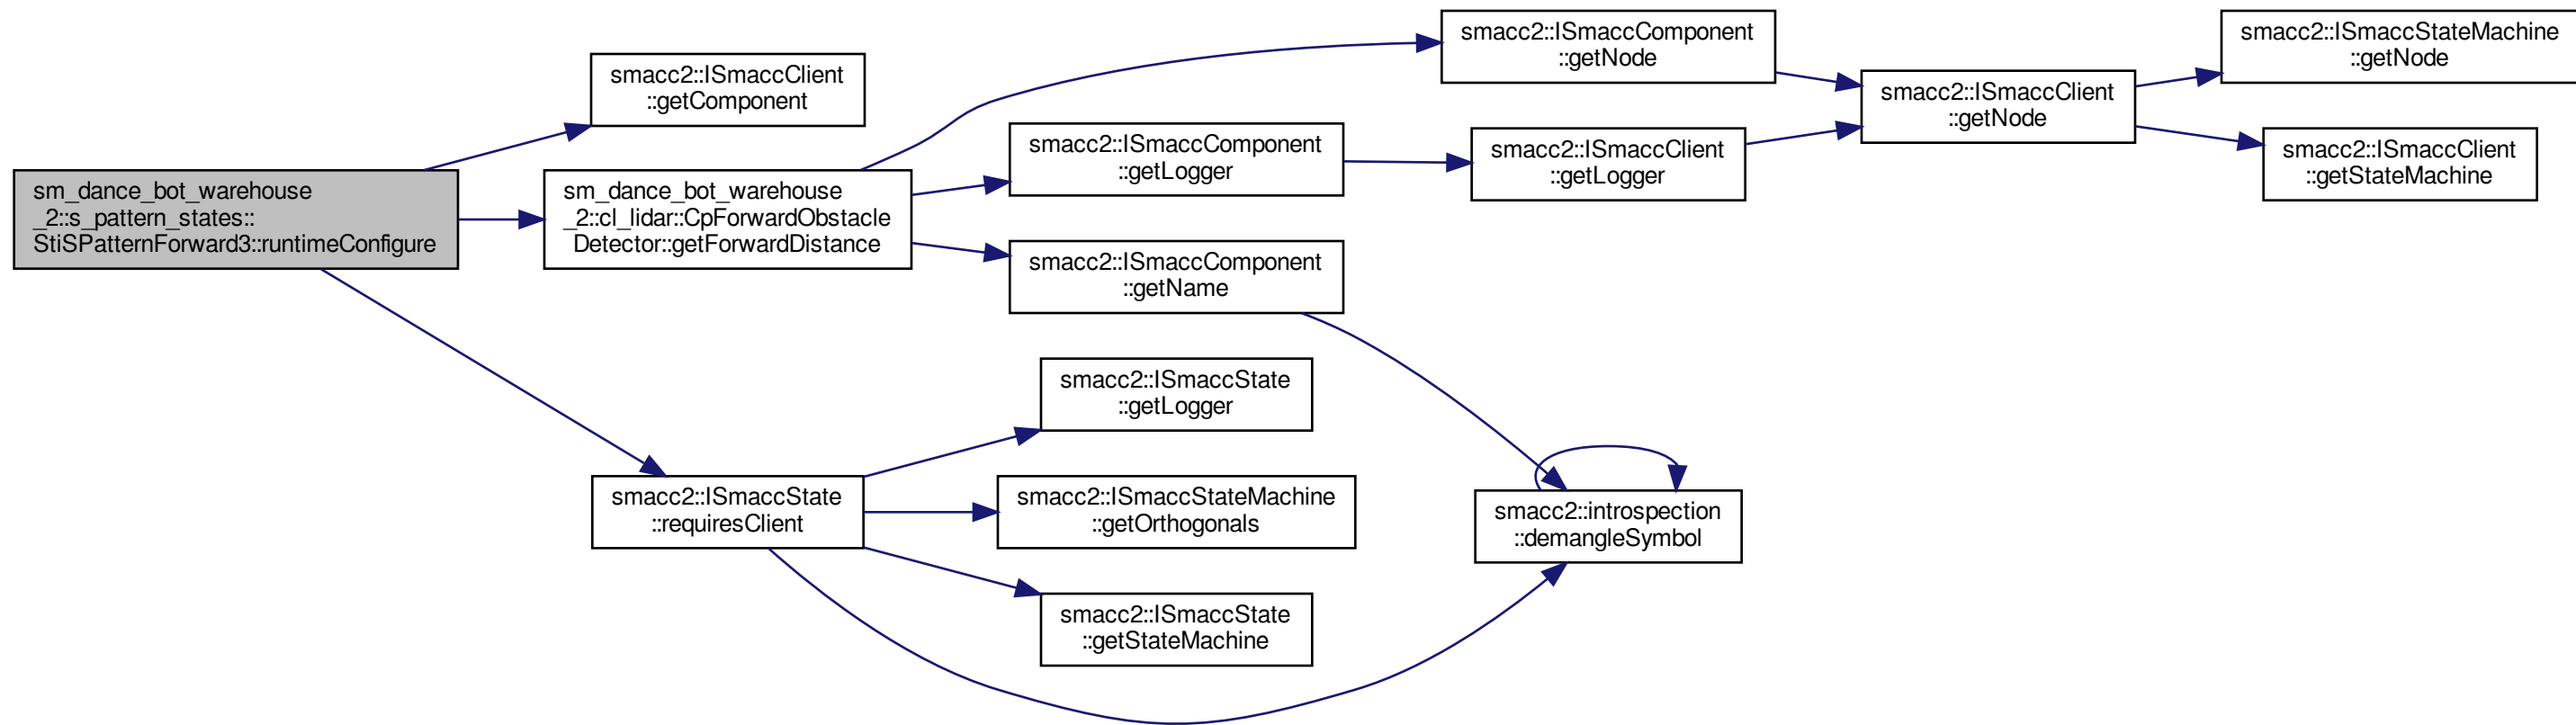 sm_dance_bot_warehouse
_2::s_pattern_states::
StiSPatternForward3::runtimeConfigure
smacc2::ISmaccClient
::getComponent
sm_dance_bot_warehouse
_2::cl_lidar::CpForwardObstacle
Detector::getForwardDistance
smacc2::ISmaccState
::requiresClient
smacc2::ISmaccComponent
::getLogger
smacc2::ISmaccComponent
::getName
smacc2::ISmaccState
::getLogger
smacc2::ISmaccStateMachine
::getOrthogonals
smacc2::ISmaccState
::getStateMachine
smacc2::ISmaccComponent
::getNode
smacc2::ISmaccClient
::getLogger
smacc2::introspection
::demangleSymbol
smacc2::ISmaccClient
::getNode
smacc2::ISmaccStateMachine
::getNode
smacc2::ISmaccClient
::getStateMachine